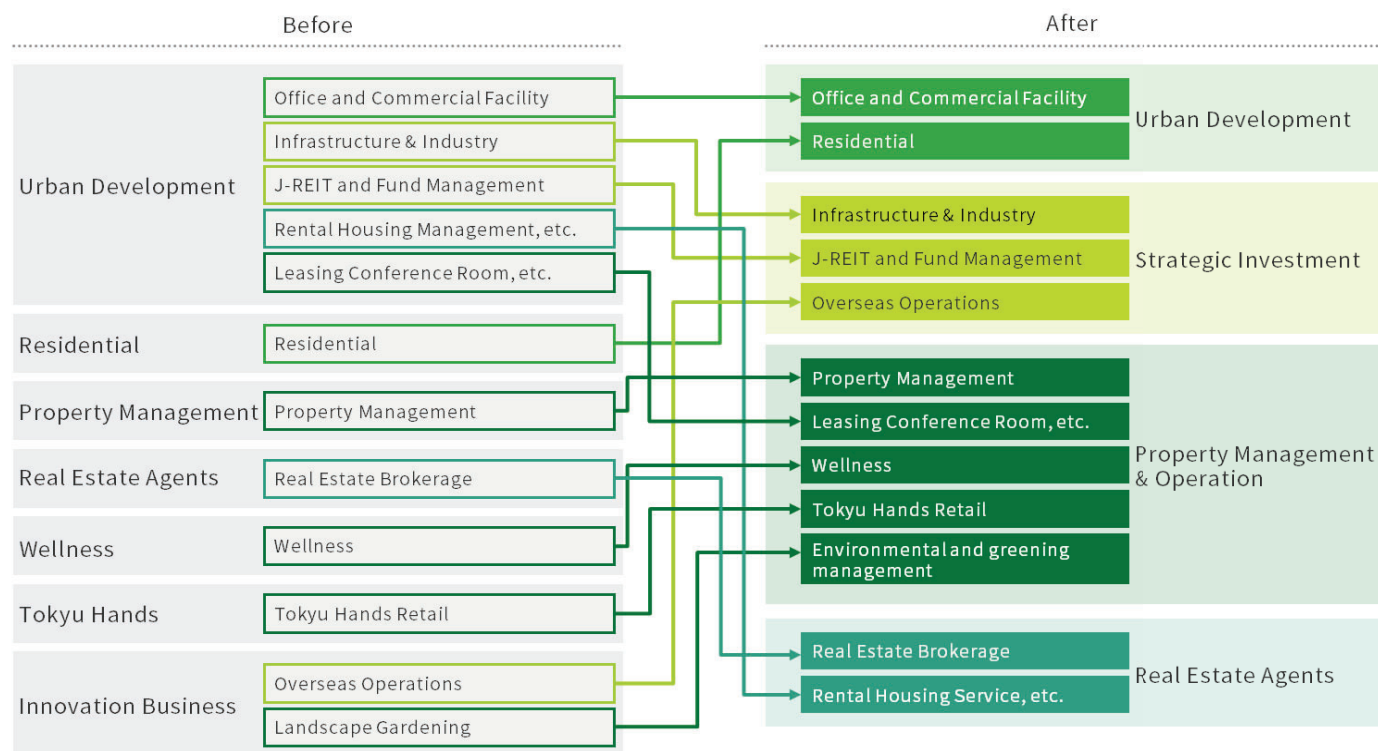 Before
Urban Development
Office and Commercial Facility
Infrastructure & Industry
J-REIT and Fund Management
Rental Housing Management, etc.
Leasing Conference Room, etc.
Residential
Residential
Property Management
Property Management
Real Estate Agents
Real Estate Brokerage
Wellness
Wellness
Tokyu Hands
Tokyu Hands Retail
Innovation Business
Overseas Operations
Landscape Gardening
After
Office and Commercial Facility
Residential
Urban Development
Infrastructure & Industry
J-REIT and Fund Management
Overseas Operations
Strategic Investment
Property Management
Leasing Conference Room, etc.
Wellness
Tokyu Hands Retail
Environmental and greening
management
Property Management
& Operation
Real Estate Brokerage
Rental Housing Service, etc.
Real Estate Agents